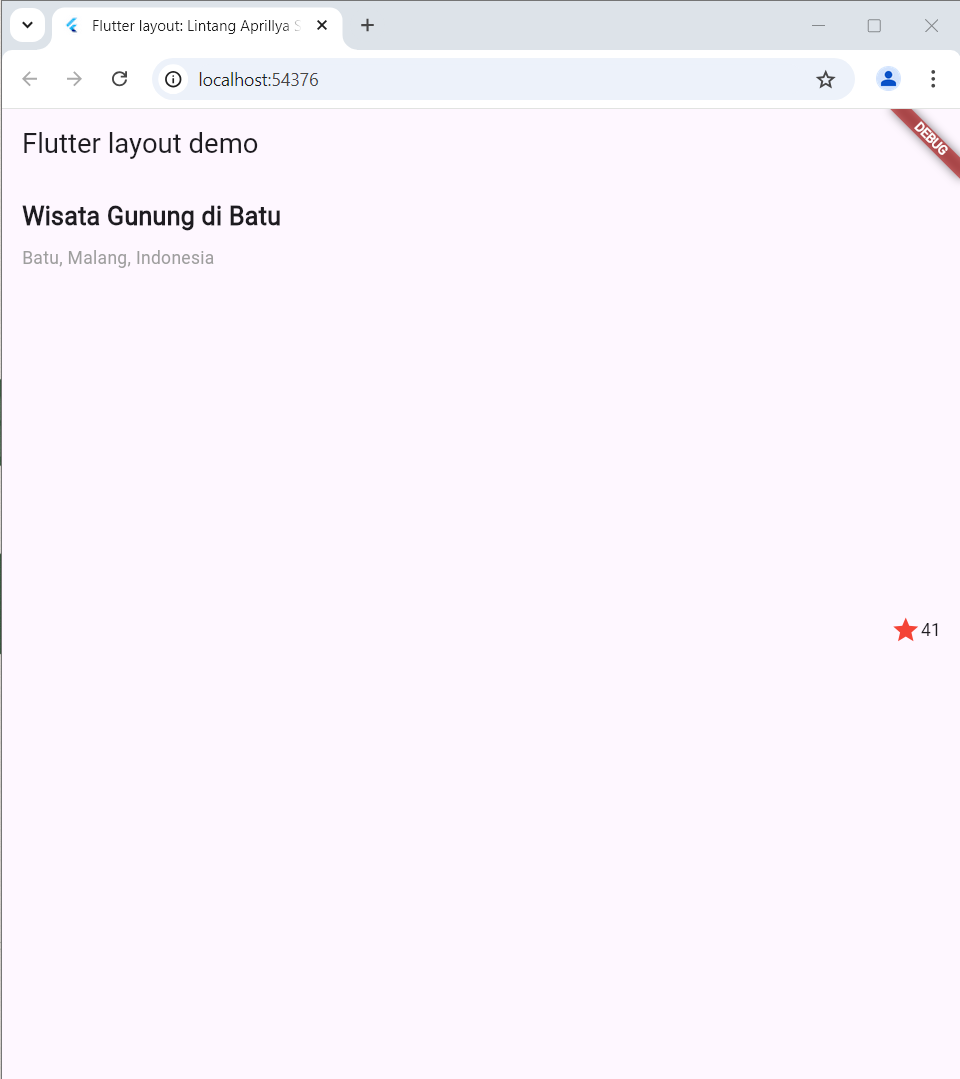 Flutter layout: Lintang Aprillya S
localhost:54376
Flutter layout demo
DEBUG
Wisata Gunung di Batu
Batu, Malang, Indonesia
41